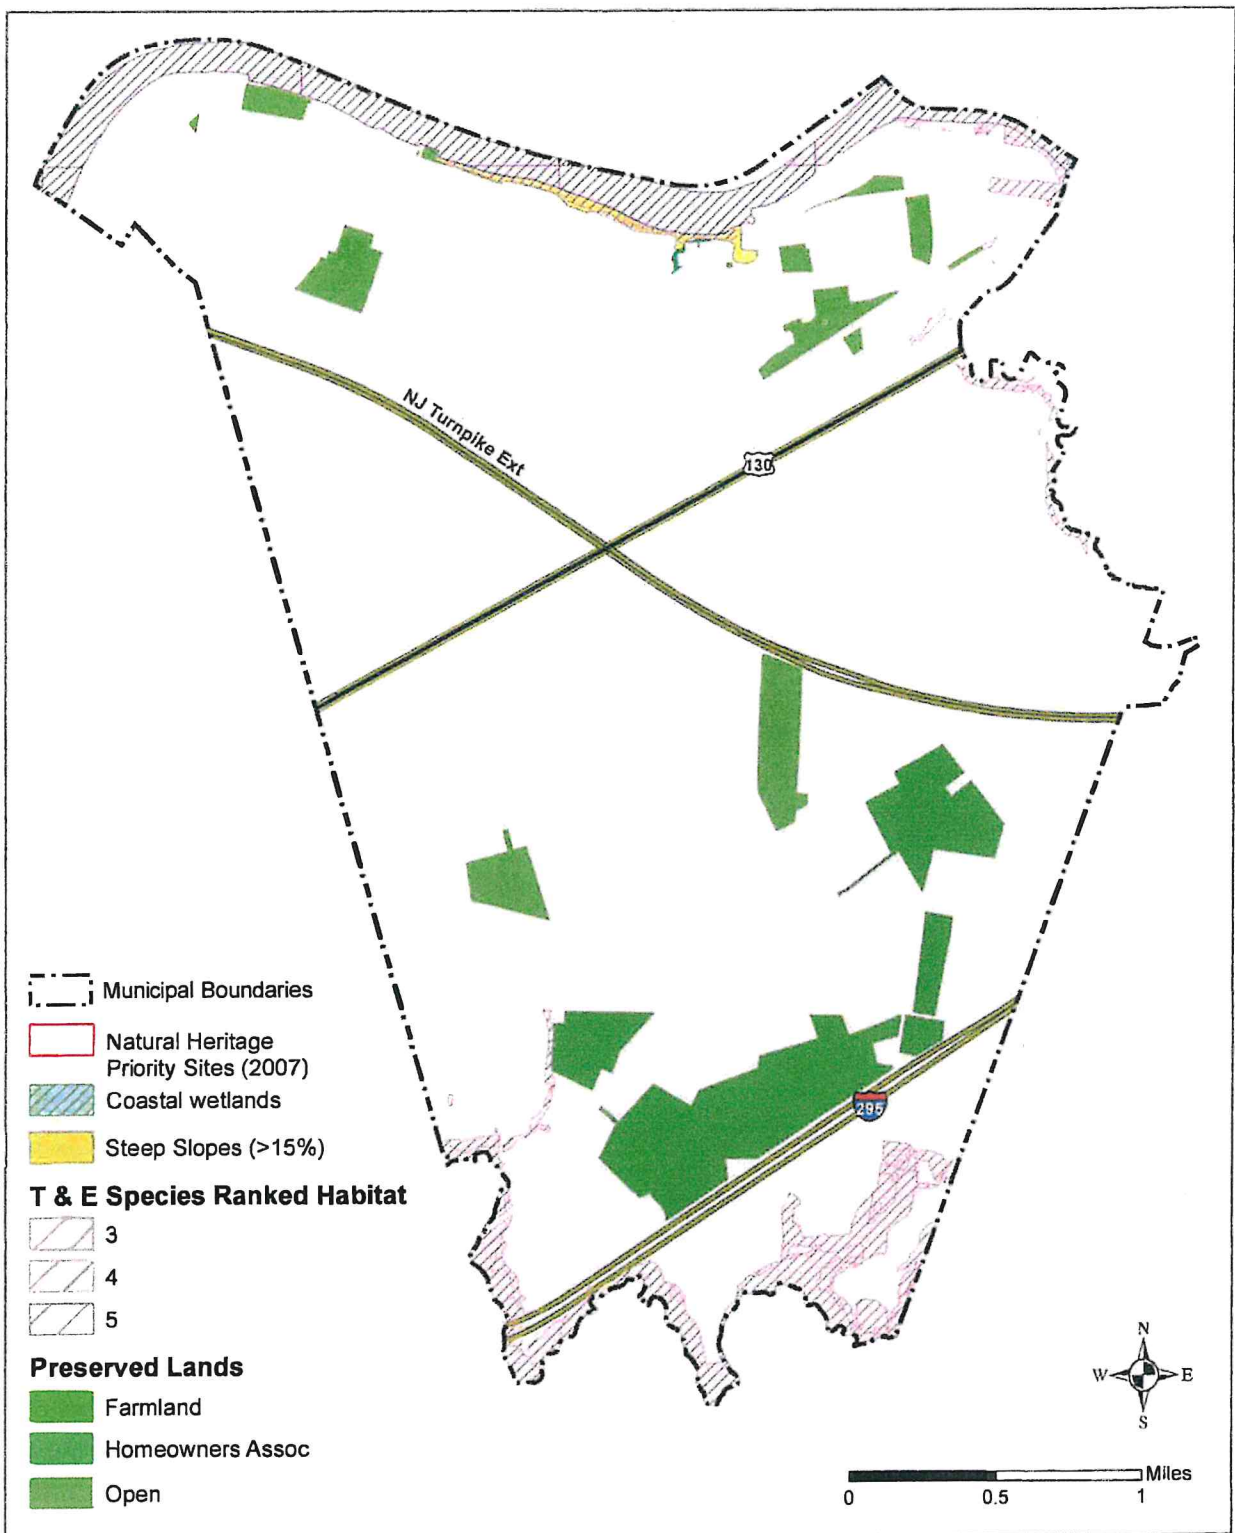 NJ Turnpike Ext
130
295
Municipal Boundaries
Natural Heritage
Priority Sites (2007)
Coastal wetlands
Steep Slopes (>15%)
T & E Species Ranked Habitat
3
4
5
Preserved Lands
Farmland
Homeowners Assoc
Open
N
W E
S
Miles
0 0.5 1